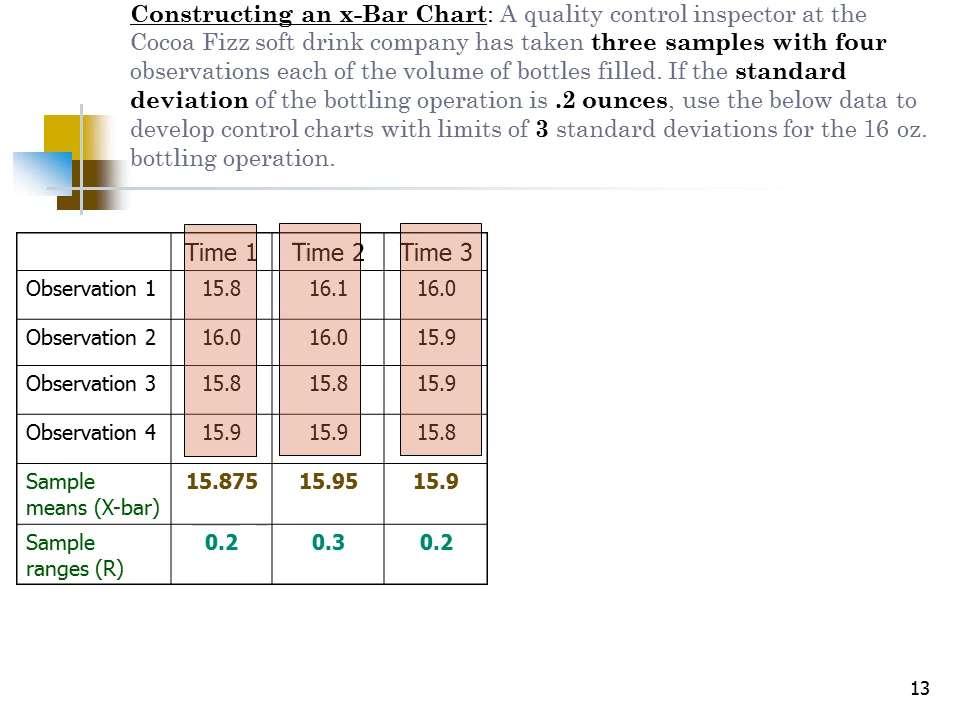 Constructing an x-Bar Chart: A quality control inspector at the
Cocoa Fizz soft drink company has taken three samples with four
observations each of the volume of bottles filled. If the standard
deviation of the bottling operation is .2 ounces, use the below data to
develop control charts with limits of 3 standard deviations for the 16 oz.
bottling operation.
Time 1 Time 2 Time 3
Observation 1 15.8 16.1 16.0
Observation 2 16.0 16.0 15.9
Observation 3 15.8 15.8 15.9
Observation 4 15.9 15.9 15.8
Sample
means (X-bar) 15.875 15.95 15.9
Sample
ranges (R) 0.2 0.3 0.2
13